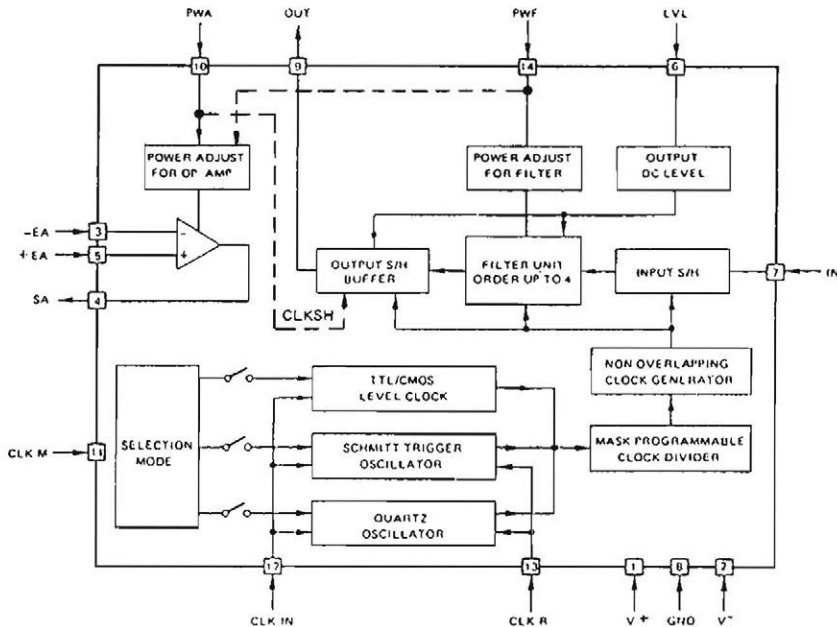 PWA OUT PWF LVL
10 9 14 6
POWER ADJUST
FOR OP. AMP
POWER ADJUST
FOR FILTER
OUTPUT
DC LEVEL
-EA 3 -
+EA 5 +
SA 4
OUTPUT S/H
BUFFER
FILTER UNIT
ORDER UP TO 4
INPUT S/H
7 IN
CLKSH
NON OVERLAPPING
CLOCK GENERATOR
TTL/CMOS
LEVEL CLOCK
SELECTION
MODE
CLK M 11
SCHMITT TRIGGER
OSCILLATOR
MASK PROGRAMMABLE
CLOCK DIVIDER
QUARTZ
OSCILLATOR
12 13 1 8 2
CLK IN CLK R V+ GND V-